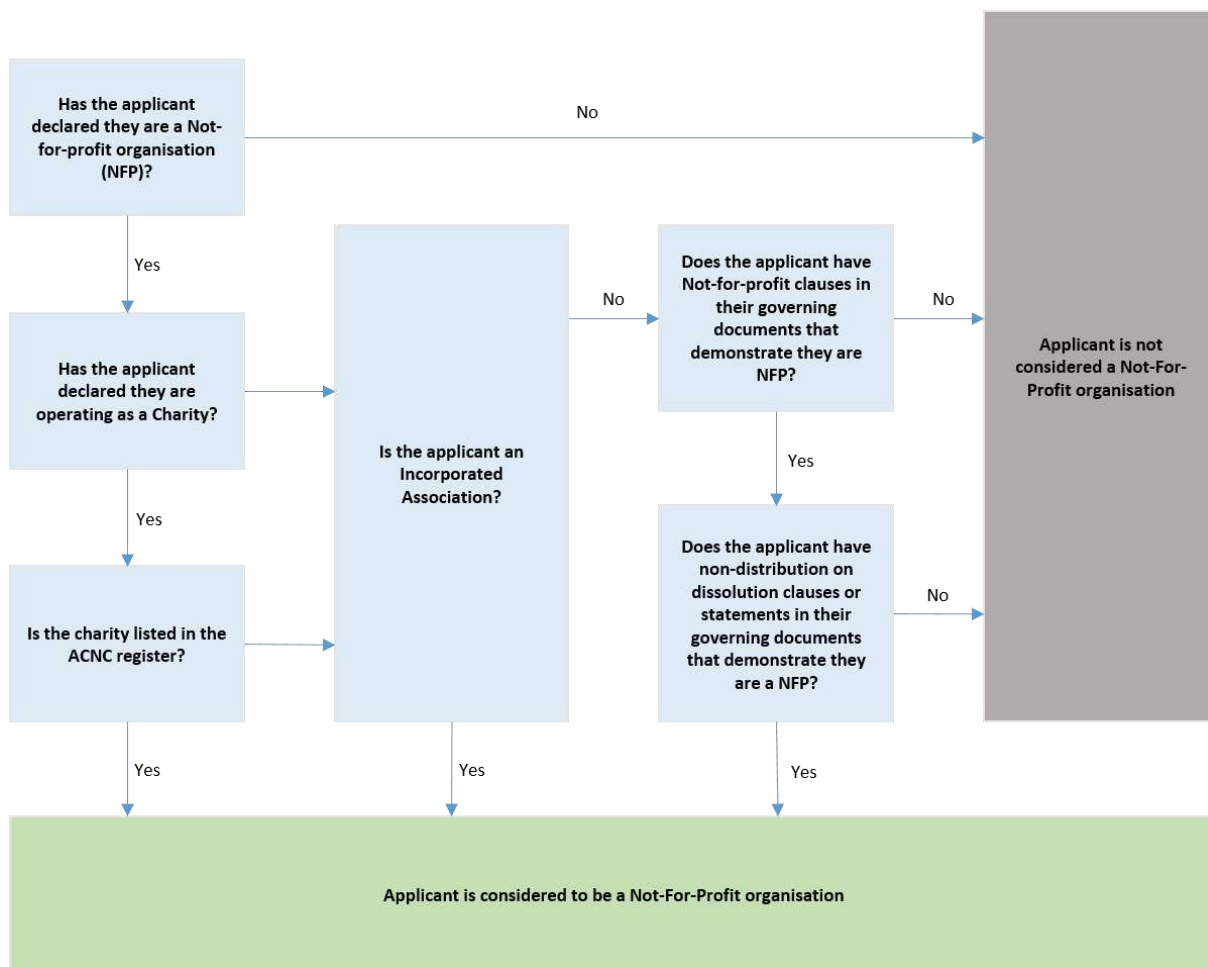 Has the applicant
declared they are a Not-
for-profit organisation
(NFP)?
No
Yes
Has the applicant
declared they are
operating as a Charity?
Yes
Is the charity listed in the
ACNC register?
Yes
Is the applicant an
Incorporated
Association?
No
Yes
Does the applicant have
Not-for-profit clauses in
their governing
documents that
demonstrate they are
NFP?
No
Yes
Does the applicant have
non-distribution on
dissolution clauses or
statements in their
governing documents
that demonstrate they
are a NFP?
No
Yes
Applicant is not
considered a Not-For-
Profit organisation
Applicant is considered to be a Not-For-Profit organisation